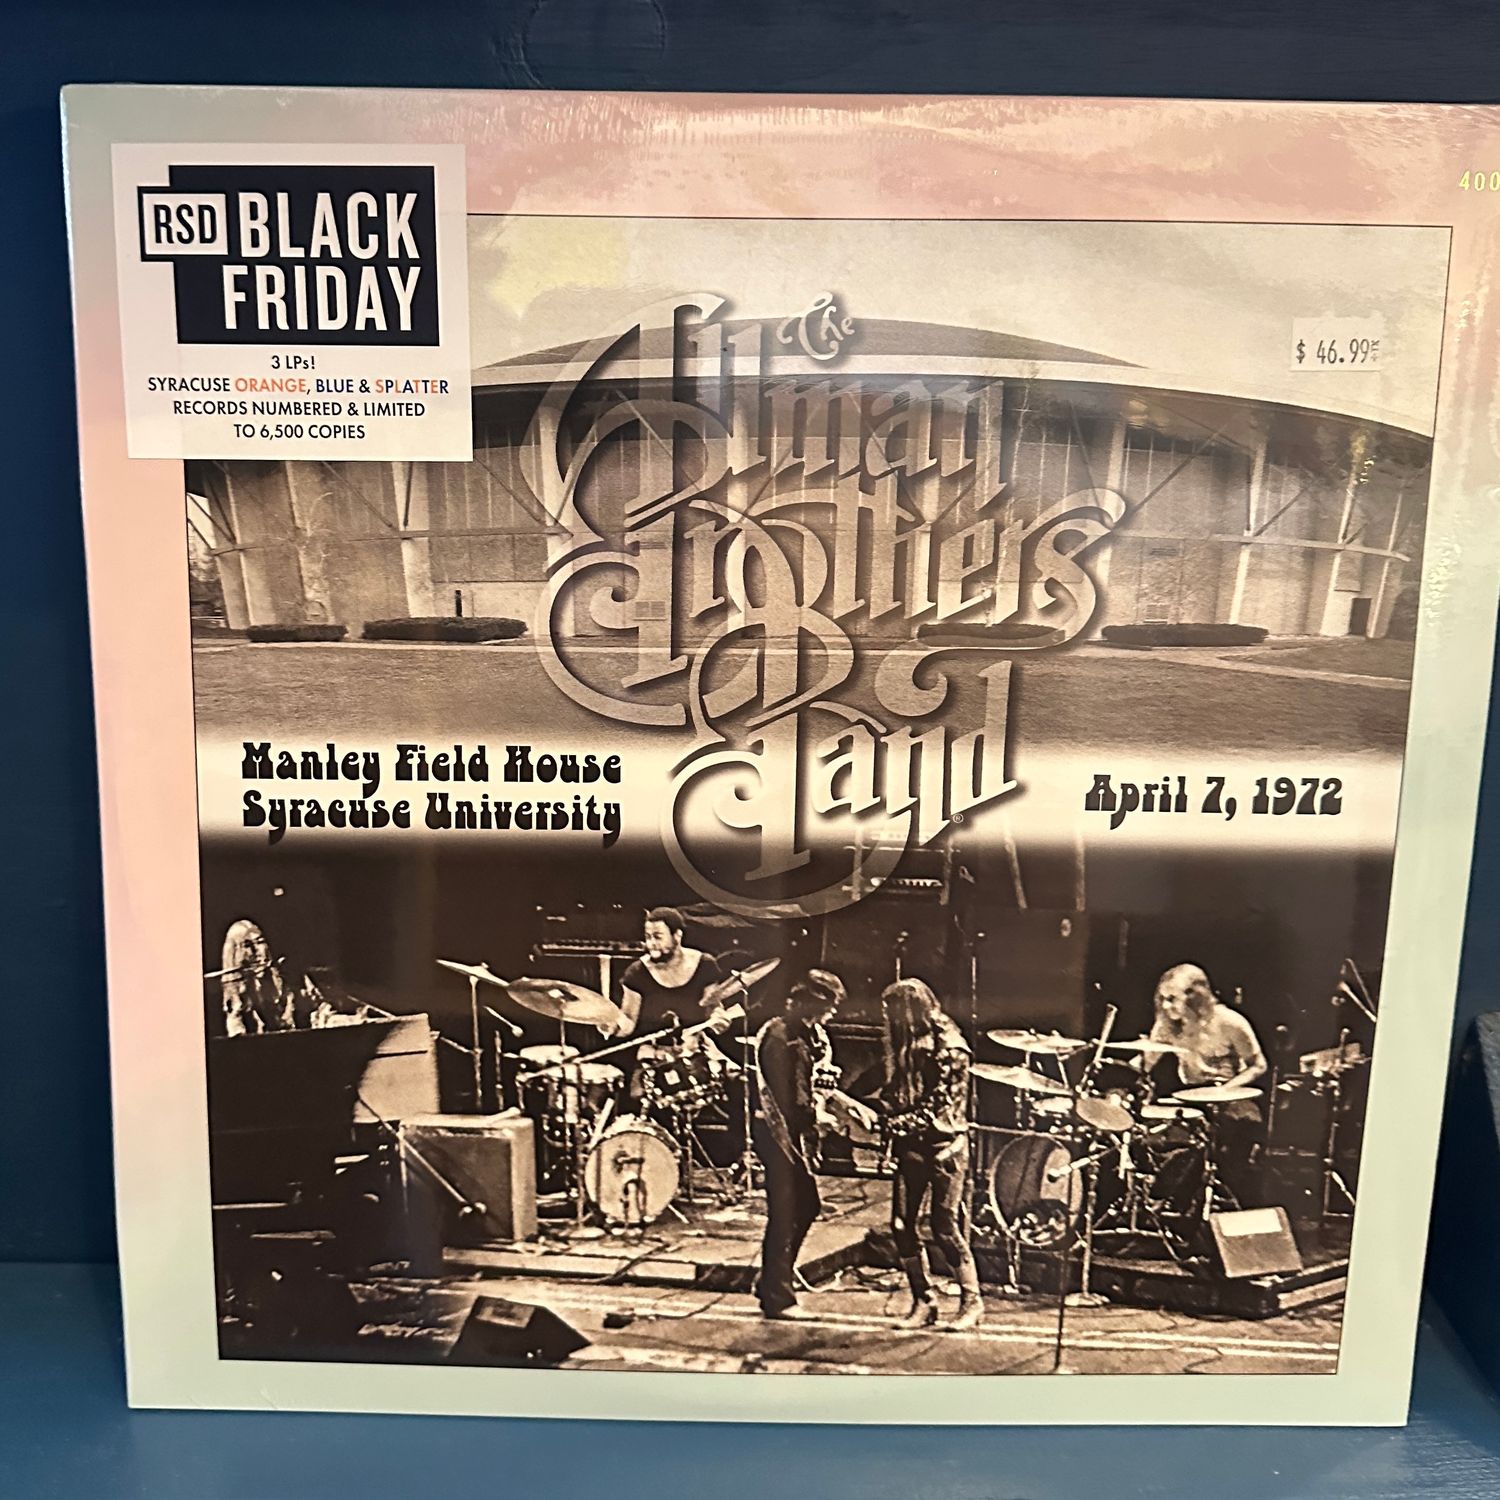 RSD BLACK
FRIDAY
3 LPs!
SYRACUSE ORANGE, BLUE & SPLATTER
RECORDS NUMBERED & LIMITED
TO 6,500 COPIES
400
The
Allman
Brothers
Band
®
$ 46.99
Manley Field House
Syracuse University
April 7, 1972